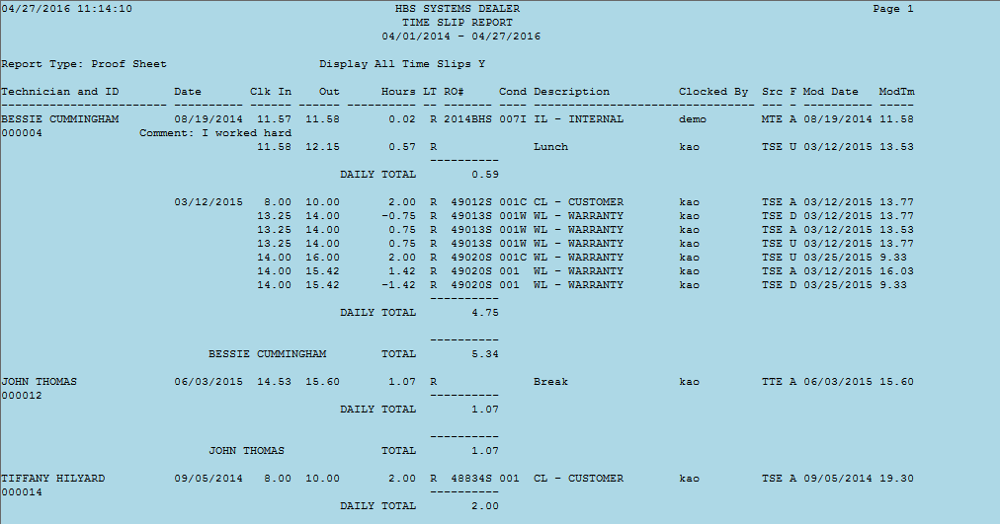 04/27/2016 11:14:10 HBS SYSTEMS DEALER Page 1
TIME SLIP REPORT
04/01/2014 - 04/27/2016
Report Type: Proof Sheet Display All Time Slips Y
Technician and ID Date Clk In Out Hours LT RO# Cond Description Clocked By Src F Mod Date ModTm
BESSIE CUMMINGHAM 08/19/2014 11.57 11.58 0.02 R 2014BHS 007I IL - INTERNAL demo MTE A 08/19/2014 11.58
000004 Comment: I worked hard
11.58 12.15 0.57 R Lunch kao TSE U 03/12/2015 13.53
DAILY TOTAL 0.59
03/12/2015 8.00 10.00 2.00 R 49012S 001C CL - CUSTOMER kao TSE A 03/12/2015 13.77
13.25 14.00 -0.75 R 49013S 001W WL - WARRANTY kao TSE D 03/12/2015 13.77
13.25 14.00 0.75 R 49013S 001W WL - WARRANTY kao TSE A 03/12/2015 13.53
13.25 14.00 0.75 R 49013S 001W WL - WARRANTY kao TSE U 03/12/2015 13.77
14.00 16.00 2.00 R 49020S 001C WL - WARRANTY kao TSE U 03/25/2015 9.33
14.00 15.42 1.42 R 49020S 001 WL - WARRANTY kao TSE A 03/12/2015 16.03
14.00 15.42 -1.42 R 49020S 001 WL - WARRANTY kao TSE D 03/25/2015 9.33
DAILY TOTAL 4.75
BESSIE CUMMINGHAM TOTAL 5.34
JOHN THOMAS 06/03/2015 14.53 15.60 1.07 R Break kao TTE A 06/03/2015 15.60
000012
DAILY TOTAL 1.07
JOHN THOMAS TOTAL 1.07
TIFFANY HILYARD 09/05/2014 8.00 10.00 2.00 R 48834S 001 CL - CUSTOMER kao TSE A 09/05/2014 19.30
000014
DAILY TOTAL 2.00